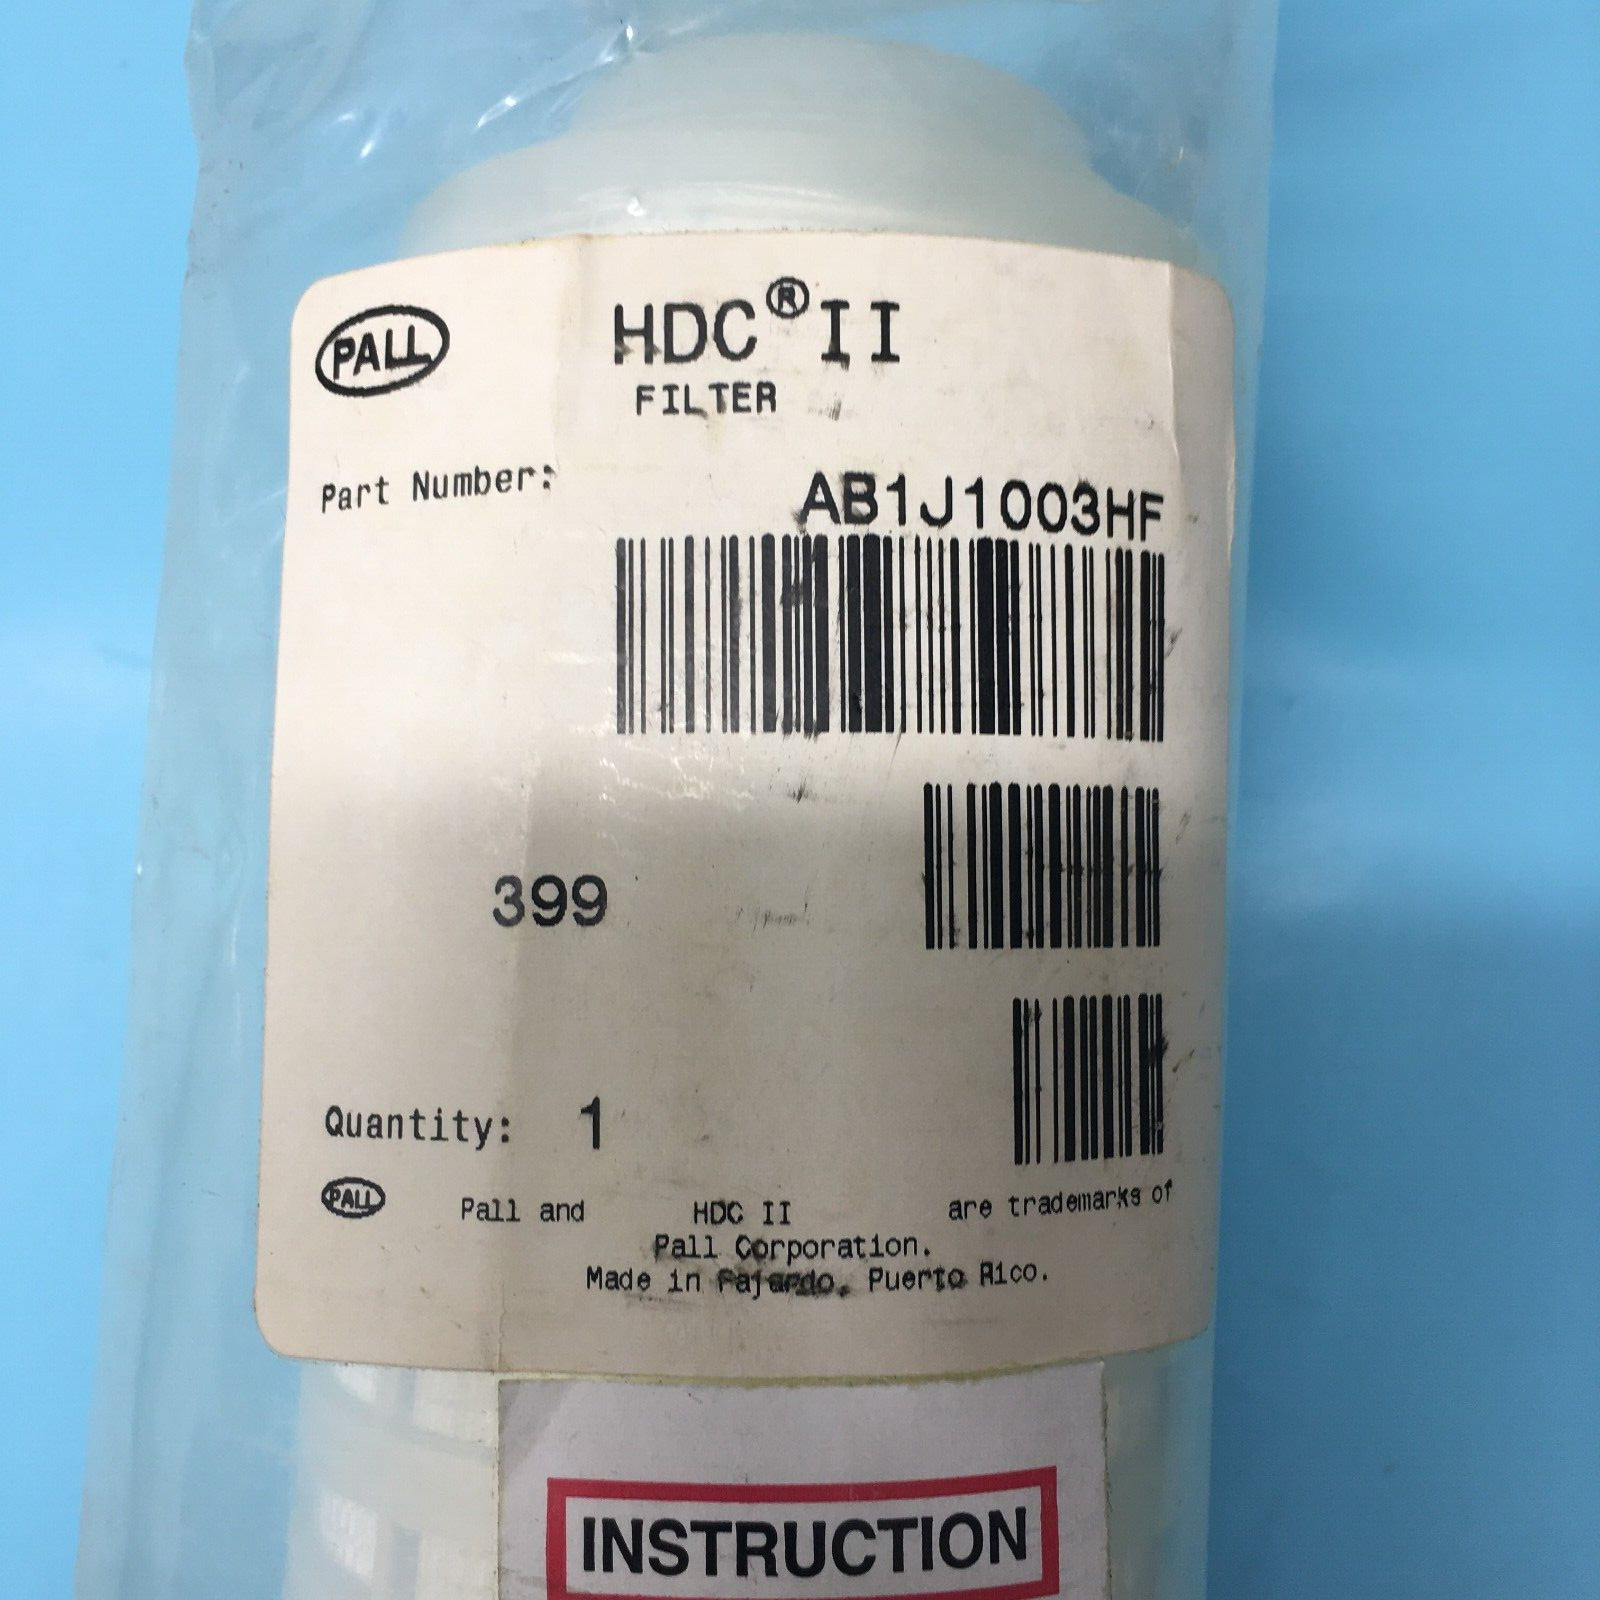 PALL
HDC® II
FILTER
Part Number:
AB1J1003HF
399
Quantity: 1
PALL Pall and HDC II are trademarks of
Pall Corporation.
Made in Fajardo, Puerto Rico.
INSTRUCTION